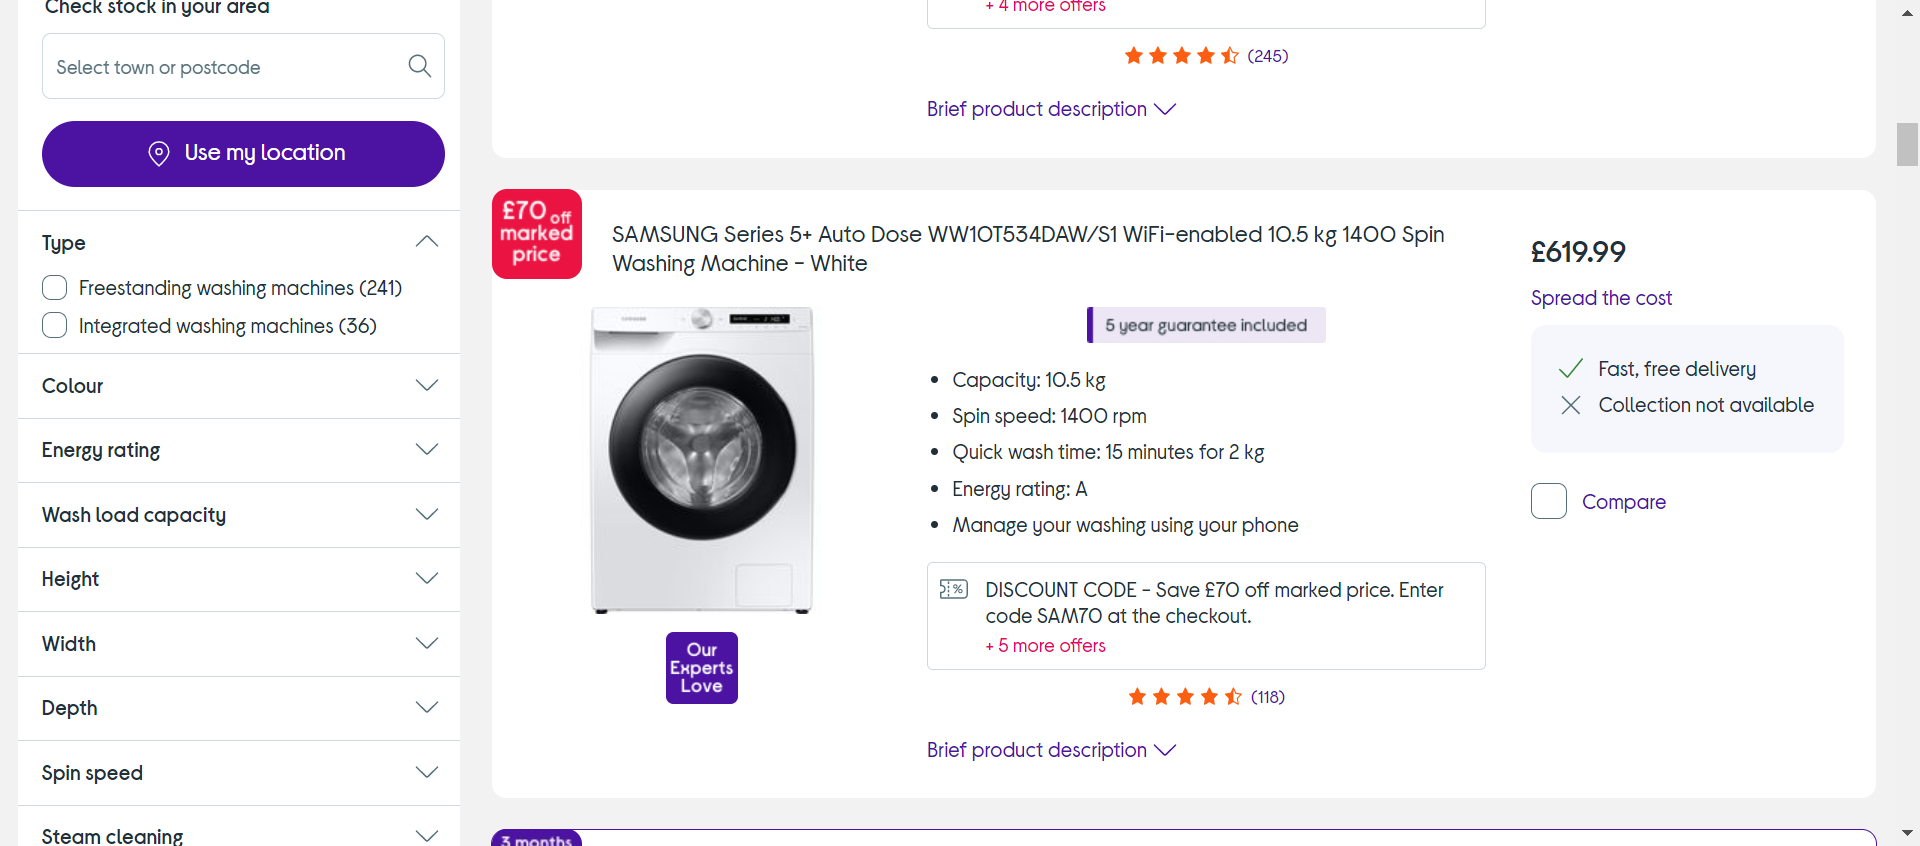 Check stock in your area
Select town or postcode
Use my location
Type
Freestanding washing machines (241)
Integrated washing machines (36)
Colour
Energy rating
Wash load capacity
Height
Width
Depth
Spin speed
Steam cleaning
+ 4 more offers
(245)
Brief product description
£70 off
marked
price
SAMSUNG Series 5+ Auto Dose WW10T534DAW/S1 WiFi-enabled 10.5 kg 1400 Spin
Washing Machine - White
SAMSUNG
Our
Experts
Love
5 year guarantee included
• Capacity: 10.5 kg
• Spin speed: 1400 rpm
• Quick wash time: 15 minutes for 2 kg
• Energy rating: A
• Manage your washing using your phone
DISCOUNT CODE - Save £70 off marked price. Enter
code SAM70 at the checkout.
+ 5 more offers
(118)
Brief product description
£619.99
Spread the cost
Fast, free delivery
Collection not available
Compare
3 months